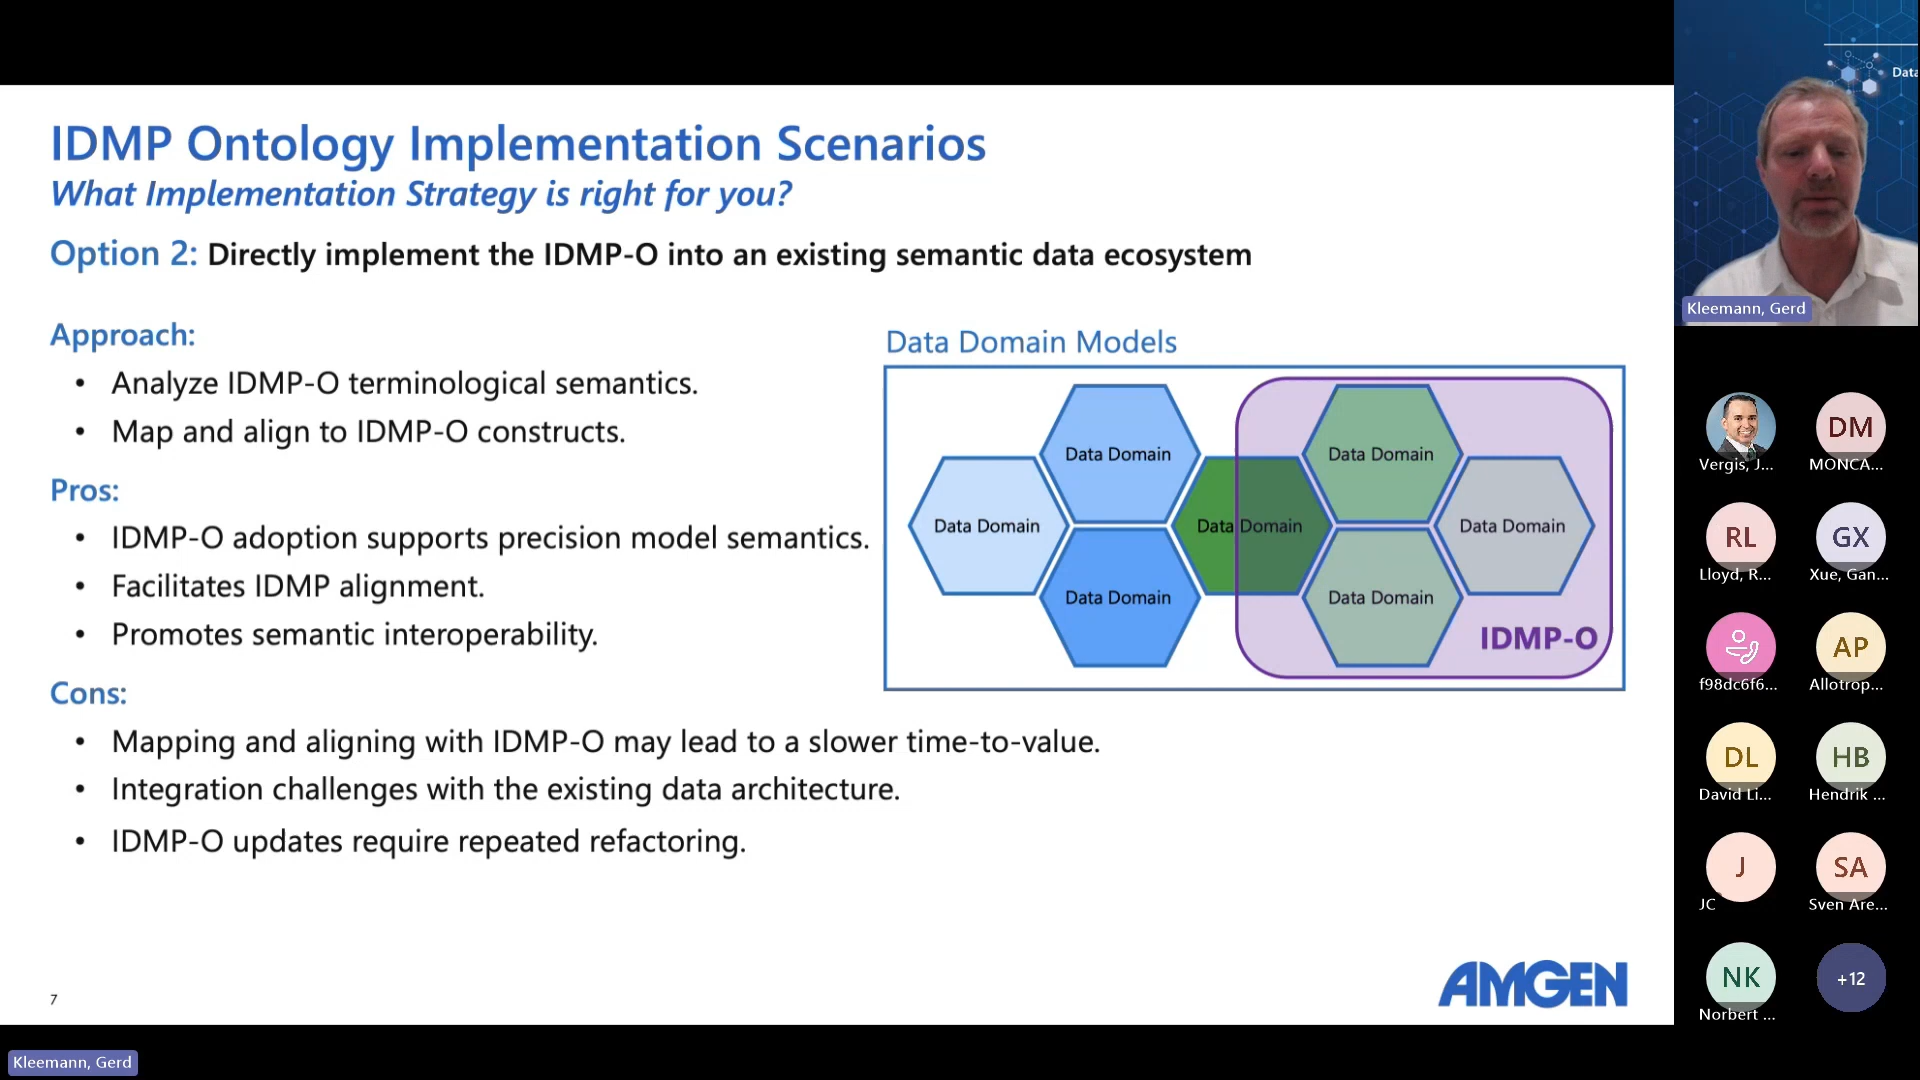 IDMP Ontology Implementation Scenarios
What Implementation Strategy is right for you?
Option 2: Directly implement the IDMP-O into an existing semantic data ecosystem
Approach:
• Analyze IDMP-O terminological semantics.
• Map and align to IDMP-O constructs.
Pros:
• IDMP-O adoption supports precision model semantics.
• Facilitates IDMP alignment.
• Promotes semantic interoperability.
Cons:
• Mapping and aligning with IDMP-O may lead to a slower time-to-value.
• Integration challenges with the existing data architecture.
• IDMP-O updates require repeated refactoring.
Data Domain Models
Data Domain
Data Domain
Data Domain
Data Domain
Data Domain
Data Domain
Data Domain
IDMP-O
7
AMGEN
Kleemann, Gerd
Data
Kleemann, Gerd
Vergis, J...
DM
MONCA...
RL
Lloyd, R...
GX
Xue, Gan...
f98dc6f6...
AP
Allotrop...
DL
David Li...
HB
Hendrik ...
J
JC
SA
Sven Are...
NK
Norbert ...
+12